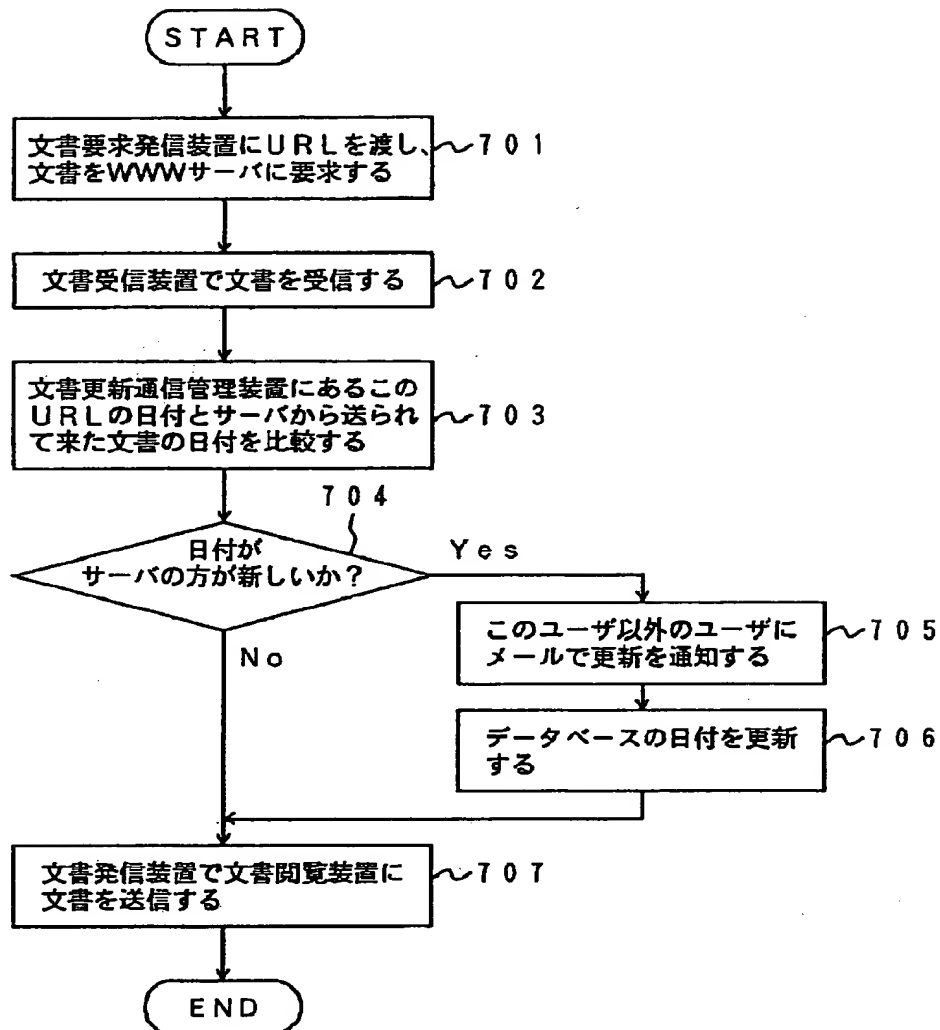 START
文書要求発信装置にURLを渡し、
文書をWWWサーバに要求する
701
文書受信装置で文書を受信する
702
文書更新通信管理装置にあるこの
URLの日付とサーバから送られ
て来た文書の日付を比較する
703
704
日付が
サーバの方が新しいか？
Yes
No
このユーザ以外のユーザに
メールで更新を通知する
705
データベースの日付を更新
する
706
文書発信装置で文書閲覧装置に
文書を送信する
707
END